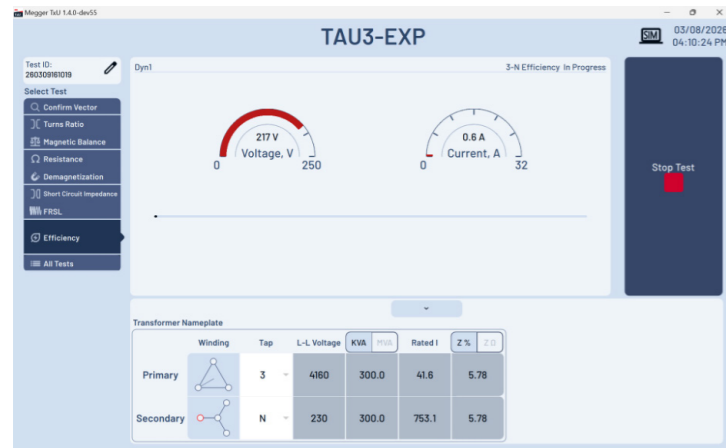 Megger TxU 1.4.0-dev55
TAU3-EXP
SIM
03/08/2026
04:10:24 PM
Test ID:
260309161019
Select Test
Confirm Vector
Turns Ratio
Magnetic Balance
Resistance
Demagnetization
Short Circuit Impedance
FRSL
Efficiency
All Tests
Dyn1
3-N Efficiency In Progress
217 V
Voltage, V
0
250
0.6 A
Current, A
0
32
Stop Test
Transformer Nameplate
Winding Tap L-L Voltage KVA MVA Rated I Z % Z Ω
Primary 3 4160 300.0 41.6 5.78
Secondary N 230 300.0 753.1 5.78